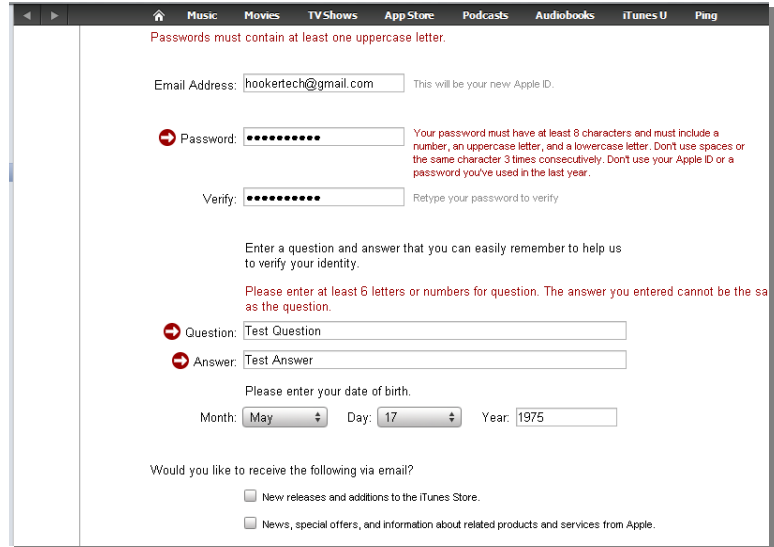 Music Movies TV Shows App Store Podcasts Audiobooks iTunes U Ping
Passwords must contain at least one uppercase letter.
Email Address: hookertech@gmail.com This will be your new Apple ID.
Password: •••••••••• Your password must have at least 8 characters and must include a
number, an uppercase letter, and a lowercase letter. Don't use spaces or
the same character 3 times consecutively. Don't use your Apple ID or a
password you've used in the last year.
Verify: •••••••••• Retype your password to verify
Enter a question and answer that you can easily remember to help us
to verify your identity.
Please enter at least 6 letters or numbers for question. The answer you entered cannot be the sa
as the question.
Question: Test Question
Answer: Test Answer
Please enter your date of birth.
Month: May Day: 17 Year: 1975
Would you like to receive the following via email?
New releases and additions to the iTunes Store.
News, special offers, and information about related products and services from Apple.